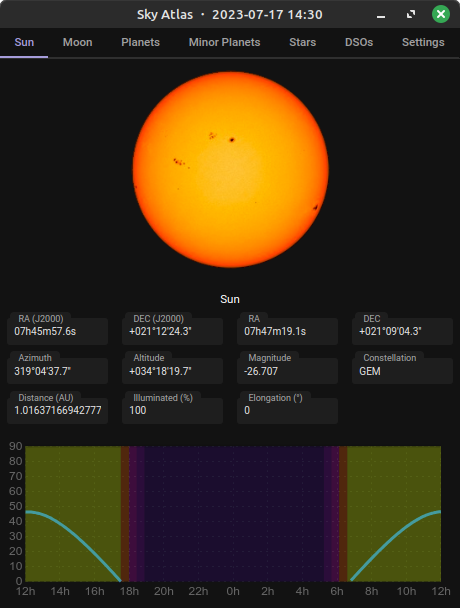 Sky Atlas · 2023-07-17 14:30
Sun Moon Planets Minor Planets Stars DSOs Settings
Sun
RA (J2000) DEC (J2000) RA DEC
07h45m57.6s +021°12'24.3" 07h47m19.1s +021°09'04.3"
Azimuth Altitude Magnitude Constellation
319°04'37.7" +034°18'19.7" -26.707 GEM
Distance (AU) Illuminated (%) Elongation (°)
1.01637166942777 100 0
90
80
70
60
50
40
30
20
10
0
12h 14h 16h 18h 20h 22h 0h 2h 4h 6h 8h 10h 12h